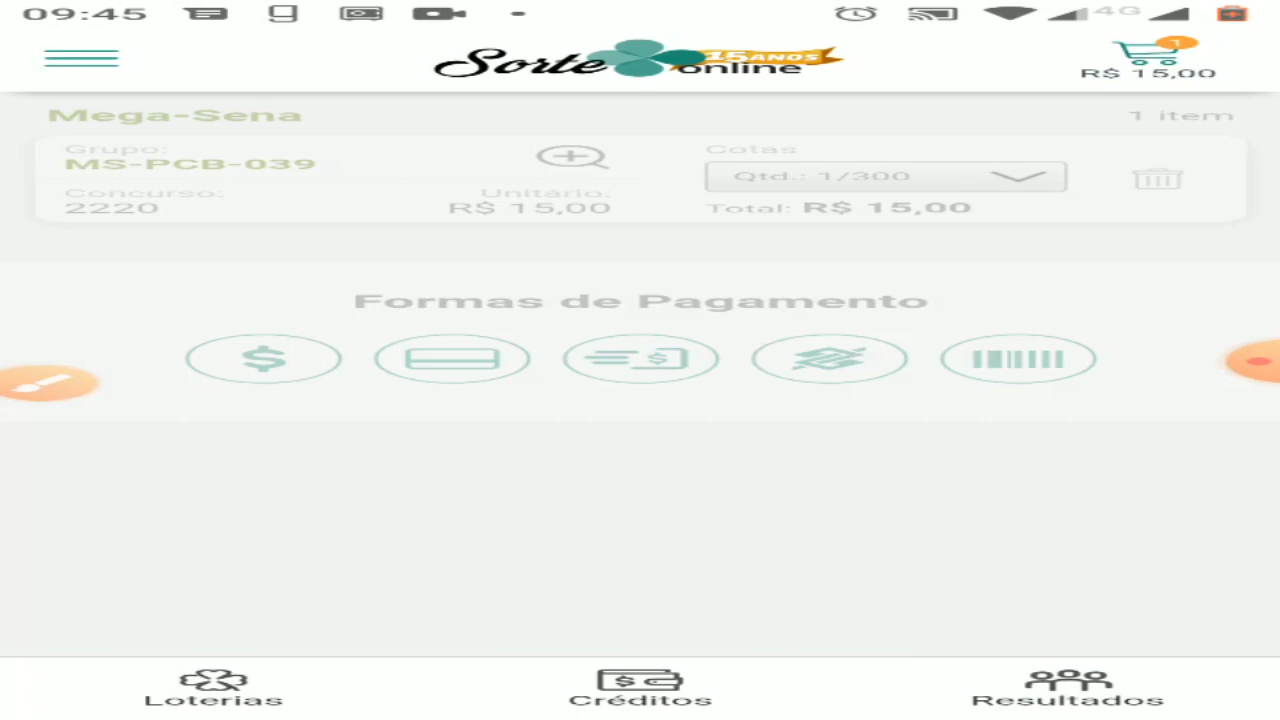 09:45
4G
Sorte online
15 ANOS
1
R$ 15,00
Mega-Sena
1 item
Grupo:
MS-PCB-039
Concurso:
2220
Unitário:
R$ 15,00
Cotas
Qtd.: 1/300
Total: R$ 15,00
Formas de Pagamento
Loterias
Créditos
Resultados